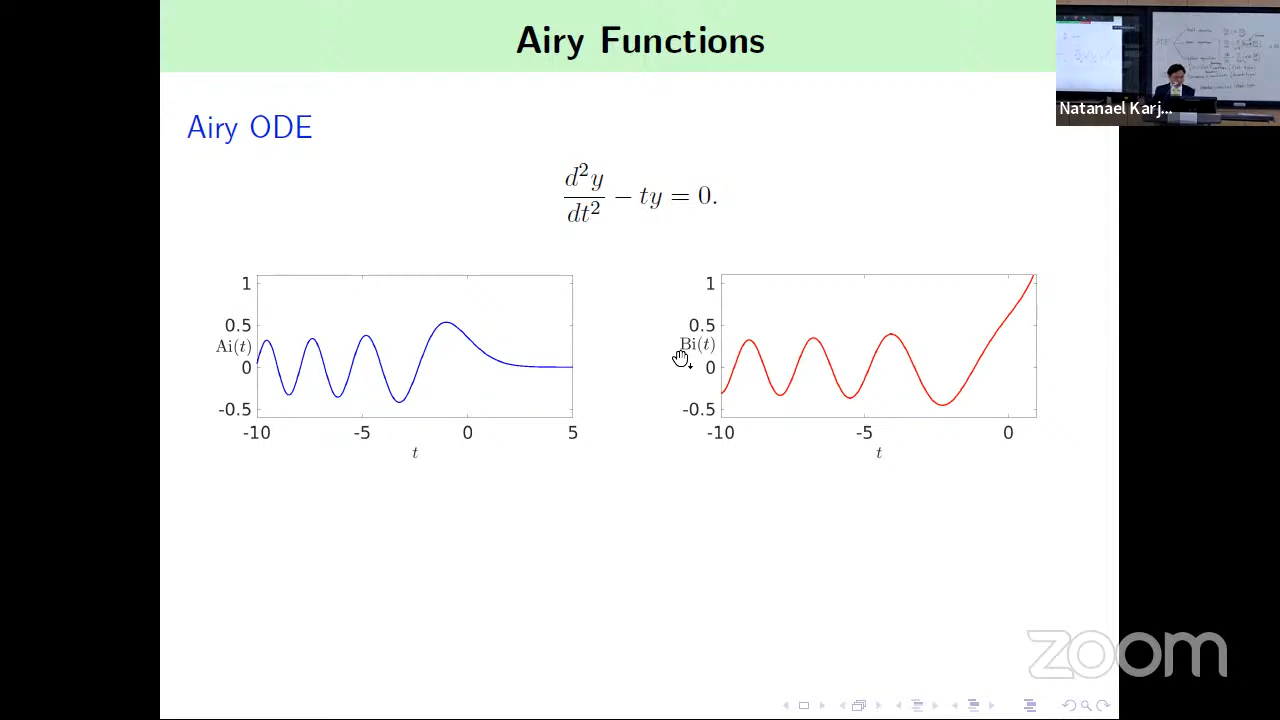 Airy Functions
Natanael Karj...
Airy ODE
d²y
dt²
− ty = 0.
1
0.5
Ai(t)
0
-0.5
-10
-5
0
5
t
1
0.5
Bi(t)
0
-0.5
-10
-5
0
t
zoom